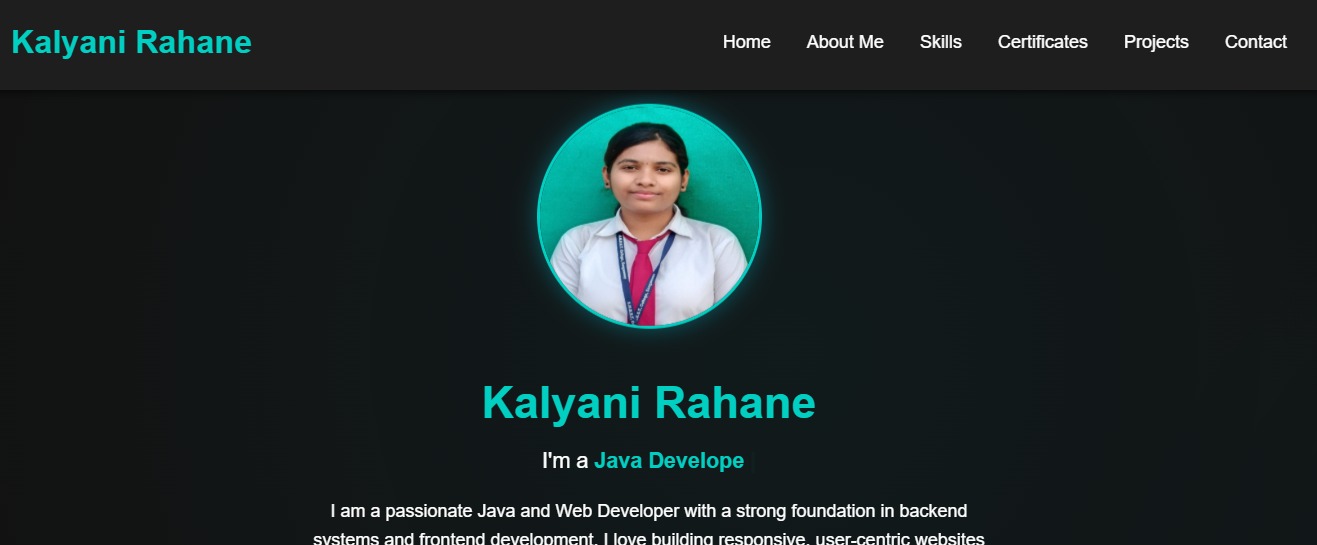 Kalyani Rahane
Home About Me Skills Certificates Projects Contact
Kalyani Rahane
I'm a Java Develope
I am a passionate Java and Web Developer with a strong foundation in backend
systems and frontend development. I love building responsive, user-centric websites